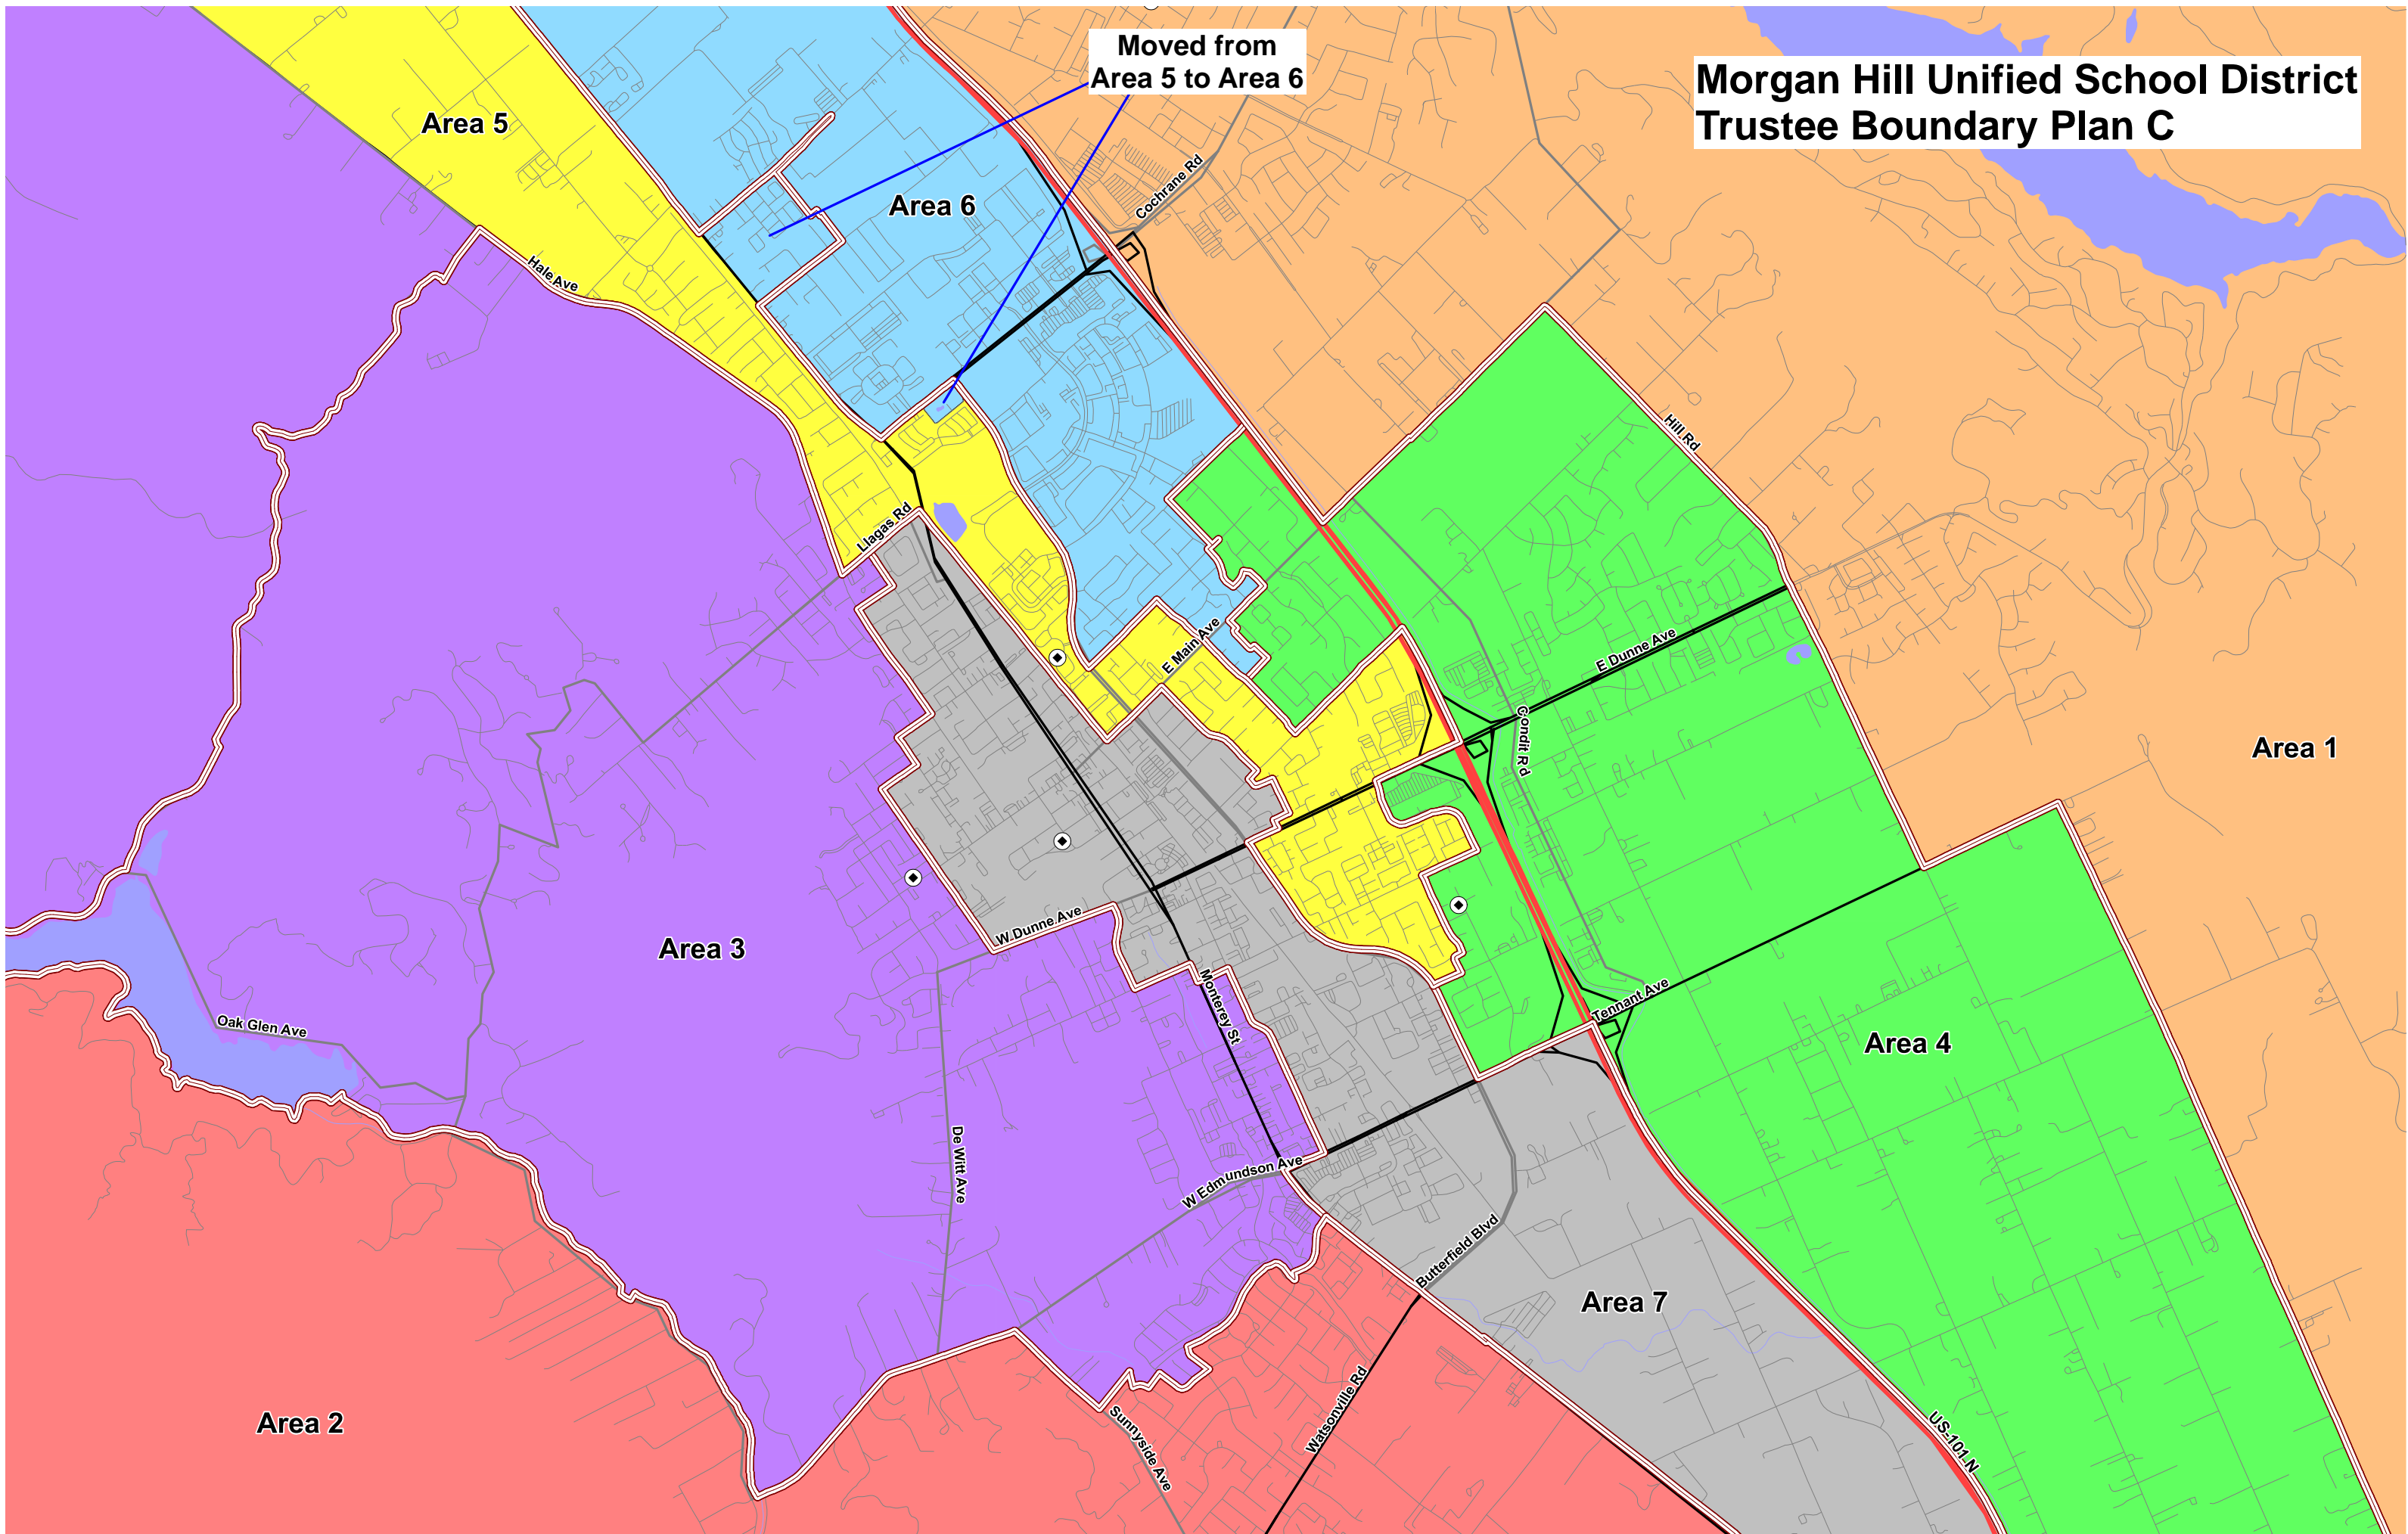 Moved from
Area 5 to Area 6
Morgan Hill Unified School District
Trustee Boundary Plan C
Area 5
Area 6
Cochrane Rd
Hale Ave
Hill Rd
Llagas Rd
E Main Ave
E Dunne Ave
Condit Rd
Area 1
W Dunne Ave
Area 3
Monterey St
Tennant Ave
Oak Glen Ave
Area 4
De Witt Ave
W Edmundson Ave
Butterfield Blvd
Area 7
Area 2
Sunnyside Ave
Watsonville Rd
US-101 N